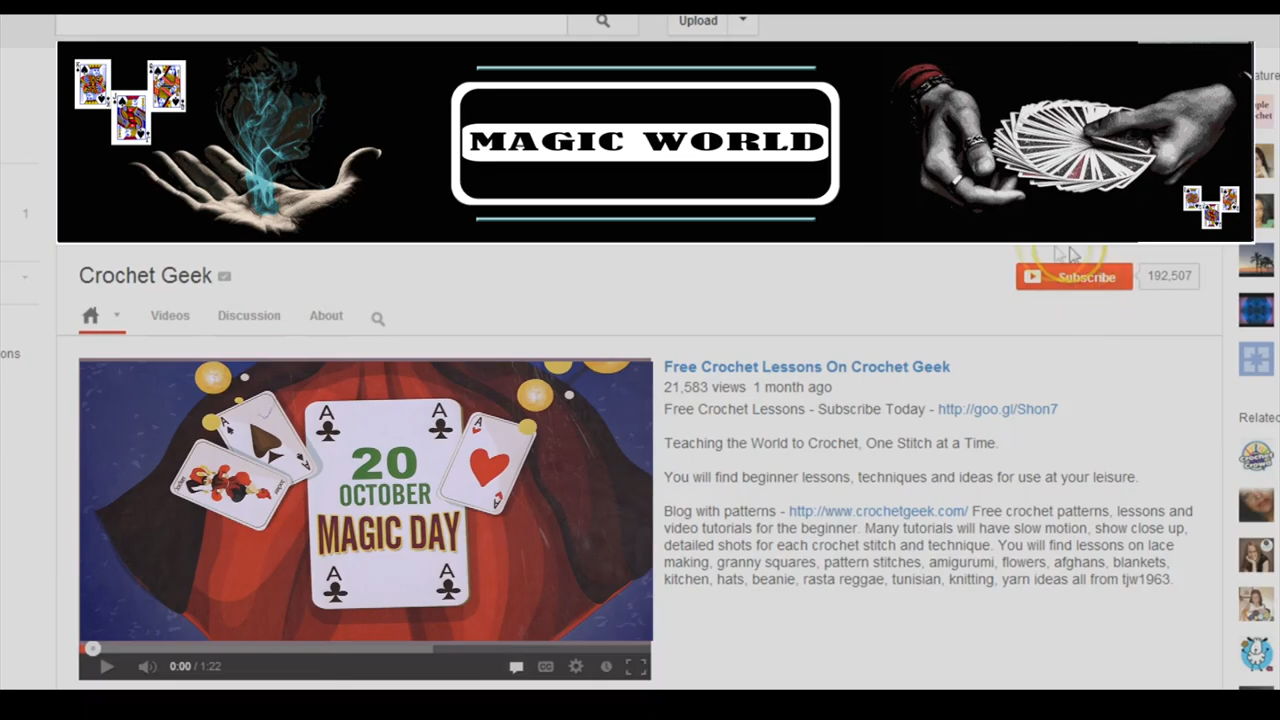 Upload
MAGIC WORLD
ature
1
Crochet Geek
Subscribe
192,507
Videos
Discussion
About
ons
Free Crochet Lessons On Crochet Geek
21,583 views 1 month ago
Free Crochet Lessons - Subscribe Today - http://goo.gl/Shon7
Teaching the World to Crochet, One Stitch at a Time.
You will find beginner lessons, techniques and ideas for use at your leisure.
Blog with patterns - http://www.crochetgeek.com/ Free crochet patterns, lessons and
video tutorials for the beginner. Many tutorials will have slow motion, show close up,
detailed shots for each crochet stitch and technique. You will find lessons on lace
making, granny squares, pattern stitches, amigurumi, flowers, afghans, blankets,
kitchen, hats, beanie, rasta reggae, tunisian, knitting, yarn ideas all from tjw1963.
Related
A A
A A
20
OCTOBER
MAGIC DAY
A A
A A
0:00 / 1:22
CC